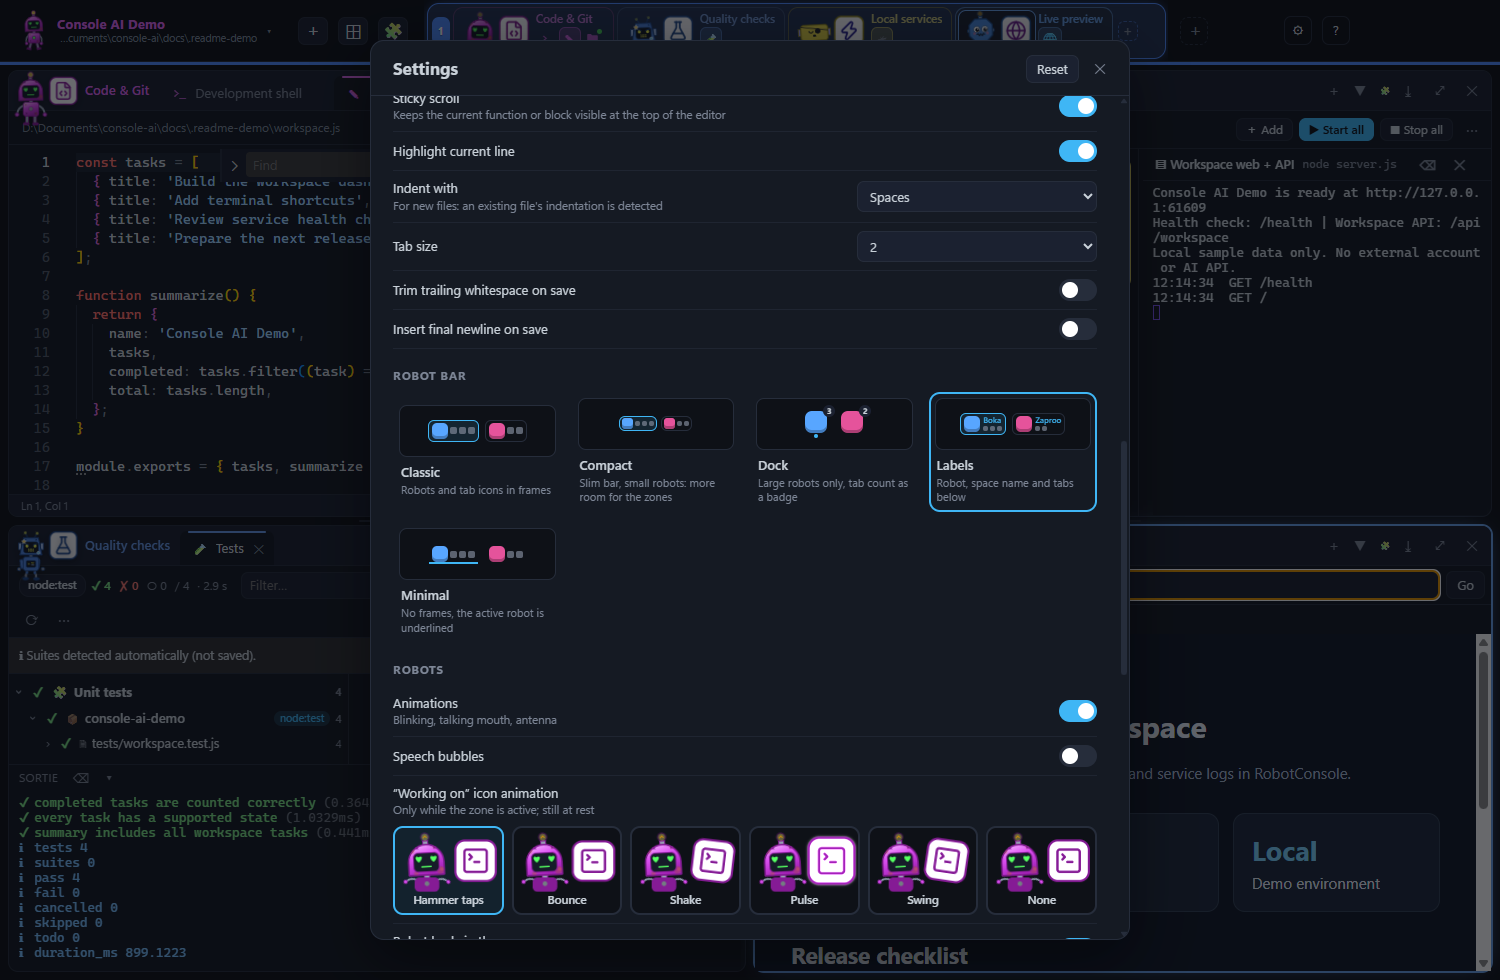 Console AI Demo
...cuments\console-ai\docs\.readme-demo
+
1
Code & Git
Quality checks
Local services
Live preview
+
+
?
Settings
Reset
Sticky scroll
Keeps the current function or block visible at the top of the editor
Highlight current line
Indent with
For new files: an existing file's indentation is detected
Spaces
Tab size
2
Trim trailing whitespace on save
Insert final newline on save
ROBOT BAR
Classic
Robots and tab icons in frames
Compact
Slim bar, small robots: more
room for the zones
3
2
Dock
Large robots only, tab count as
a badge
Boka
Zaproo
Labels
Robot, space name and tabs
below
Minimal
No frames, the active robot is
underlined
ROBOTS
Animations
Blinking, talking mouth, antenna
Speech bubbles
“Working on” icon animation
Only while the zone is active; still at rest
Hammer taps
Bounce
Shake
Pulse
Swing
None
Code & Git
Development shell
D:\Documents\console-ai\docs\.readme-demo\workspace.js
Find
1 const tasks = [
2 { title: 'Build the workspace dash
3 { title: 'Add terminal shortcuts',
4 { title: 'Review service health ch
5 { title: 'Prepare the next release
6 ];
7
8 function summarize() {
9 return {
10 name: 'Console AI Demo',
11 tasks,
12 completed: tasks.filter((task) =
13 total: tasks.length,
14 };
15 }
16
17 module.exports = { tasks, summarize
18
Ln 1, Col 1
Quality checks
Tests
node:test
✓ 4 ✗ 0 ○ 0 / 4 · 2.9 s
Filter...
...
i Suites detected automatically (not saved).
✓ Unit tests 4
✓ console-ai-demo node:test 4
✓ tests/workspace.test.js 4
SORTIE
✓ completed tasks are counted correctly (0.364
✓ every task has a supported state (1.0329ms)
✓ summary includes all workspace tasks (0.441m
i tests 4
i suites 0
i pass 4
i fail 0
i cancelled 0
i skipped 0
i todo 0
i duration_ms 899.1223
+ Add
Start all
Stop all
...
Workspace web + API node server.js
Console AI Demo is ready at http://127.0.0.
1:61609
Health check: /health | Workspace API: /api
/workspace
Local sample data only. No external account
or AI API.
12:14:34 GET /health
12:14:34 GET /
Go
space
and service logs in RobotConsole.
Local
Demo environment
Release checklist